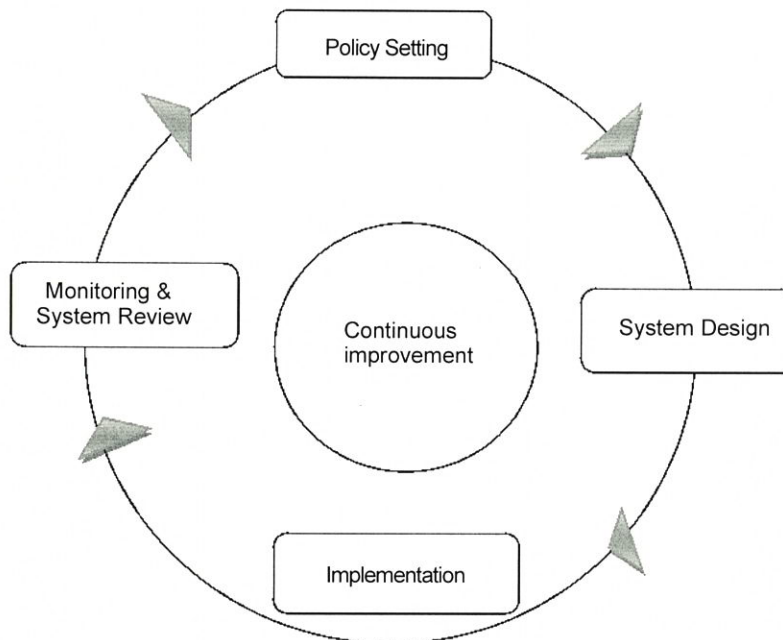 Policy Setting
Monitoring &
System Review
System Design
Continuous
improvement
Implementation